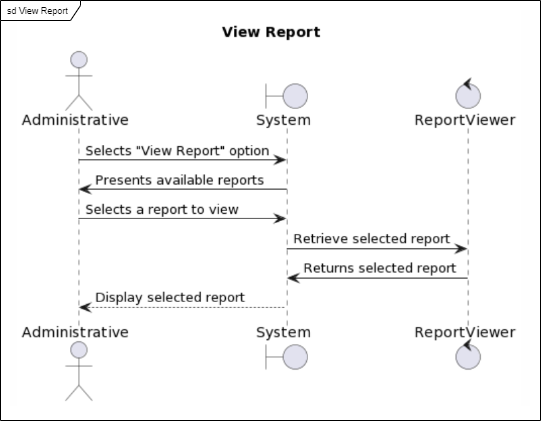 sd View Report
View Report
Administrative System ReportViewer
Selects "View Report" option
Presents available reports
Selects a report to view
Retrieve selected report
Returns selected report
Display selected report
Administrative System ReportViewer